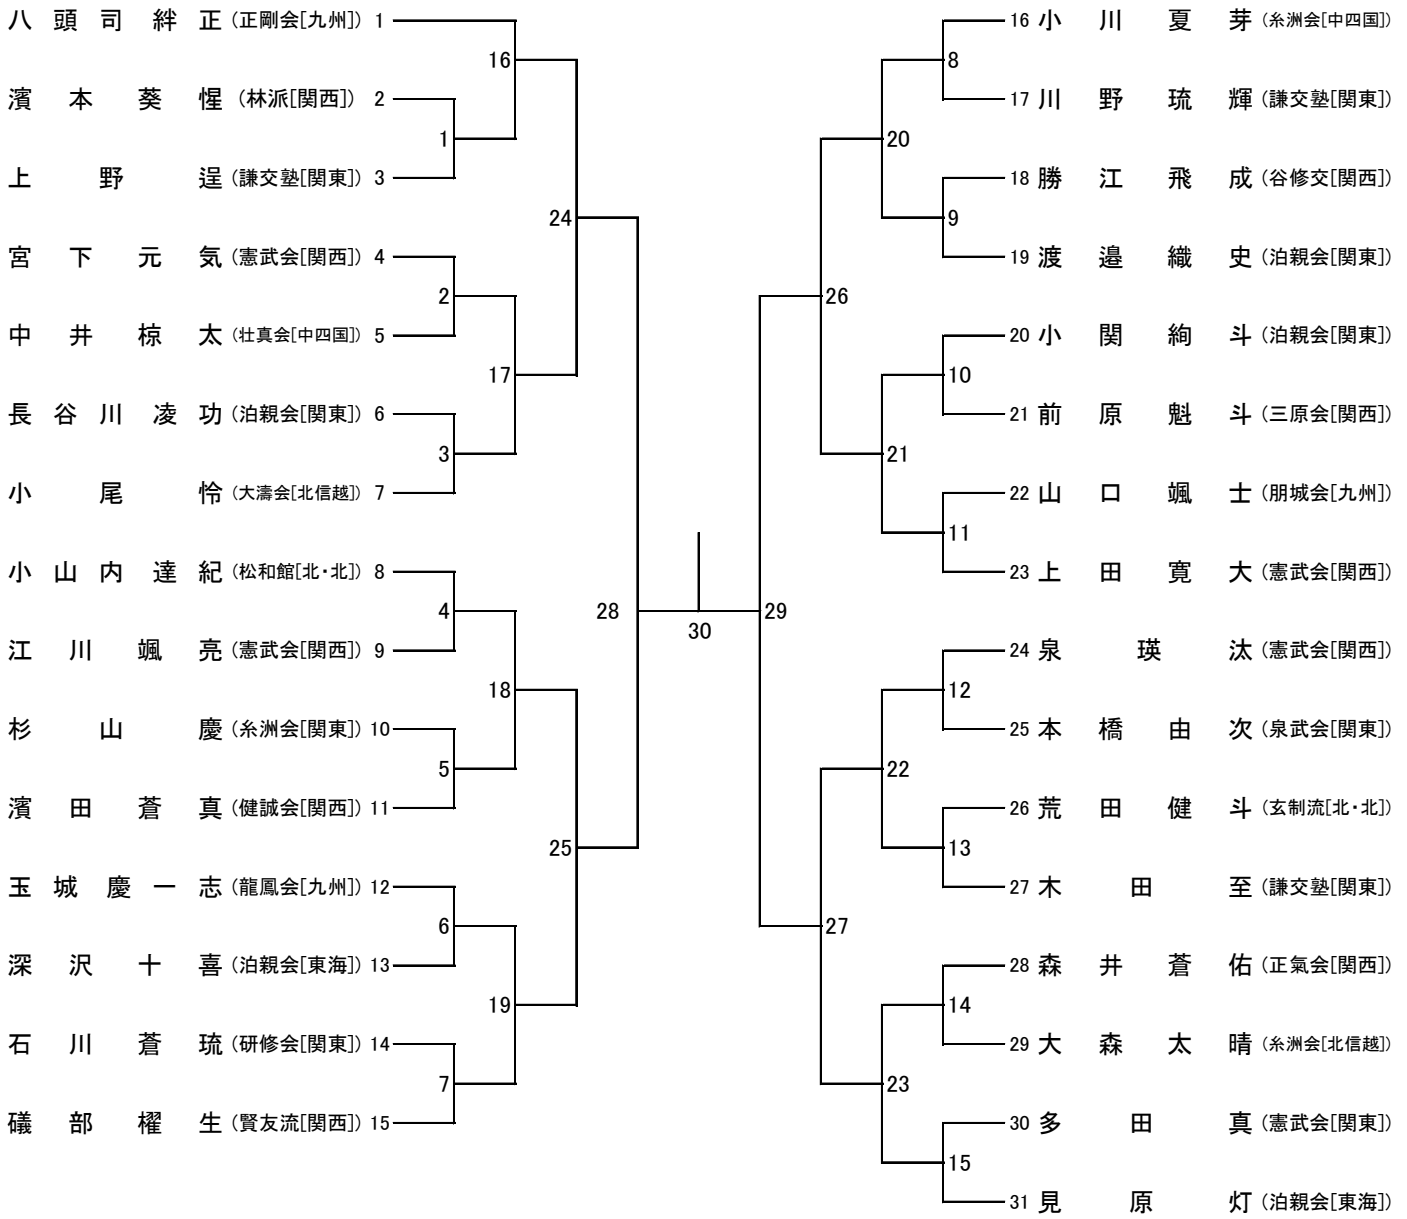 八頭司絆正 (正剛会[九州]) 1
濱本葵惺 (林派[関西]) 2
上野逞 (謙交塾[関東]) 3
宮下元気 (憲武会[関西]) 4
中井椋太 (壮真会[中四国]) 5
長谷川凌功 (泊親会[関東]) 6
小尾怜 (大濤会[北信越]) 7
小山内達紀 (松和館[北・北]) 8
江川颯亮 (憲武会[関西]) 9
杉山慶 (糸洲会[関東]) 10
濱田蒼真 (健誠会[関西]) 11
玉城慶一志 (龍鳳会[九州]) 12
深沢十喜 (泊親会[東海]) 13
石川蒼琉 (研修会[関東]) 14
礒部櫂生 (賢友流[関西]) 15
1
2
3
4
5
6
7
16
17
18
19
24
25
28
30
29
26
27
20
21
22
23
8
9
10
11
12
13
14
15
16 小川夏芽 (糸洲会[中四国])
17 川野琉輝 (謙交塾[関東])
18 勝江飛成 (谷修交[関西])
19 渡邉織史 (泊親会[関東])
20 小関絢斗 (泊親会[関東])
21 前原魁斗 (三原会[関西])
22 山口颯士 (朋城会[九州])
23 上田寛大 (憲武会[関西])
24 泉瑛汰 (憲武会[関西])
25 本橋由次 (泉武会[関東])
26 荒田健斗 (玄制流[北・北])
27 木田至 (謙交塾[関東])
28 森井蒼佑 (正氣会[関西])
29 大森太晴 (糸洲会[北信越])
30 多田真 (憲武会[関東])
31 見原灯 (泊親会[東海])